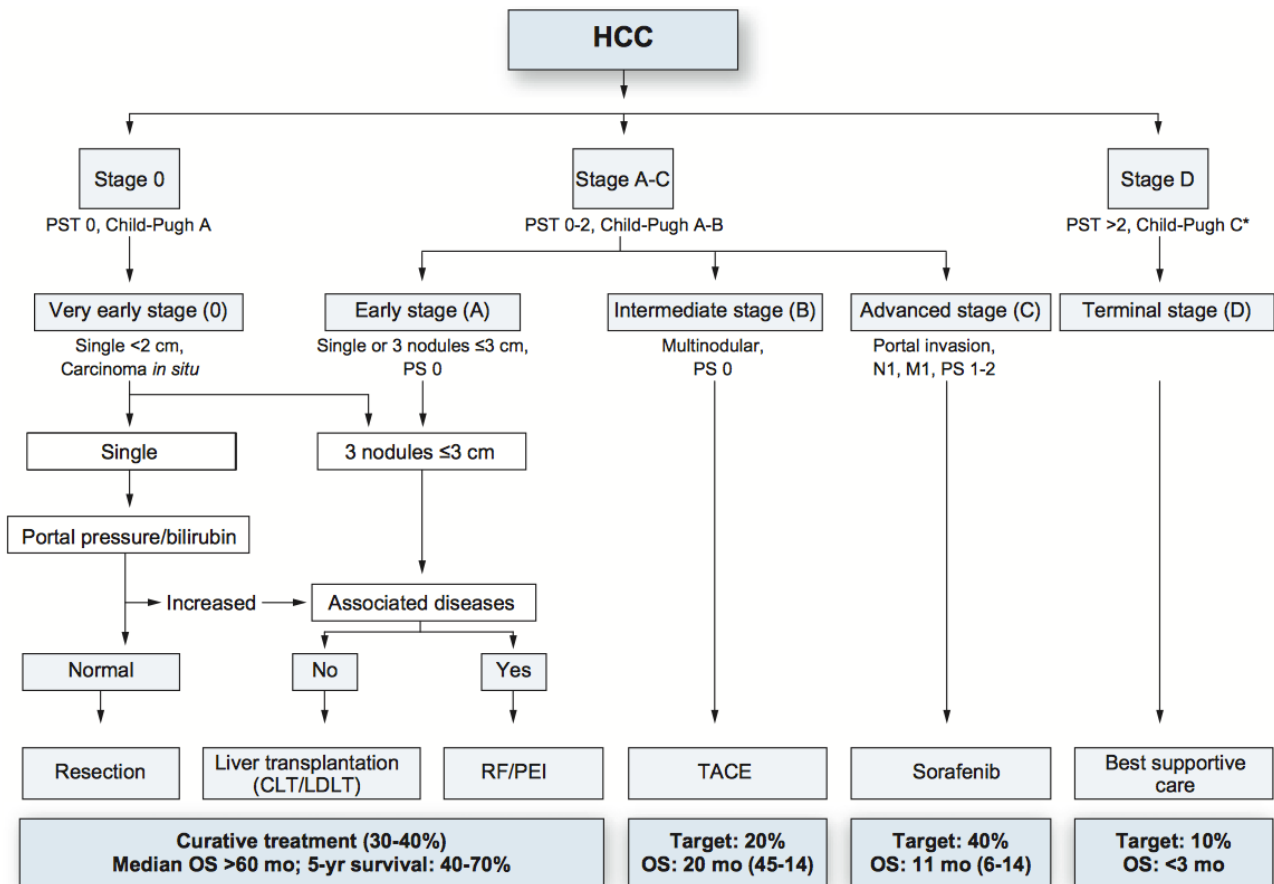 HCC
Stage 0
PST 0, Child-Pugh A
Stage A-C
PST 0-2, Child-Pugh A-B
Stage D
PST >2, Child-Pugh C*
Very early stage (0)
Single <2 cm,
Carcinoma in situ
Early stage (A)
Single or 3 nodules ≤3 cm,
PS 0
Intermediate stage (B)
Multinodular,
PS 0
Advanced stage (C)
Portal invasion,
N1, M1, PS 1-2
Terminal stage (D)
Single
3 nodules ≤3 cm
Portal pressure/bilirubin
Increased
Associated diseases
Normal
No
Yes
Resection
Liver transplantation
(CLT/LDLT)
RF/PEI
TACE
Sorafenib
Best supportive
care
Curative treatment (30-40%)
Median OS >60 mo; 5-yr survival: 40-70%
Target: 20%
OS: 20 mo (45-14)
Target: 40%
OS: 11 mo (6-14)
Target: 10%
OS: <3 mo